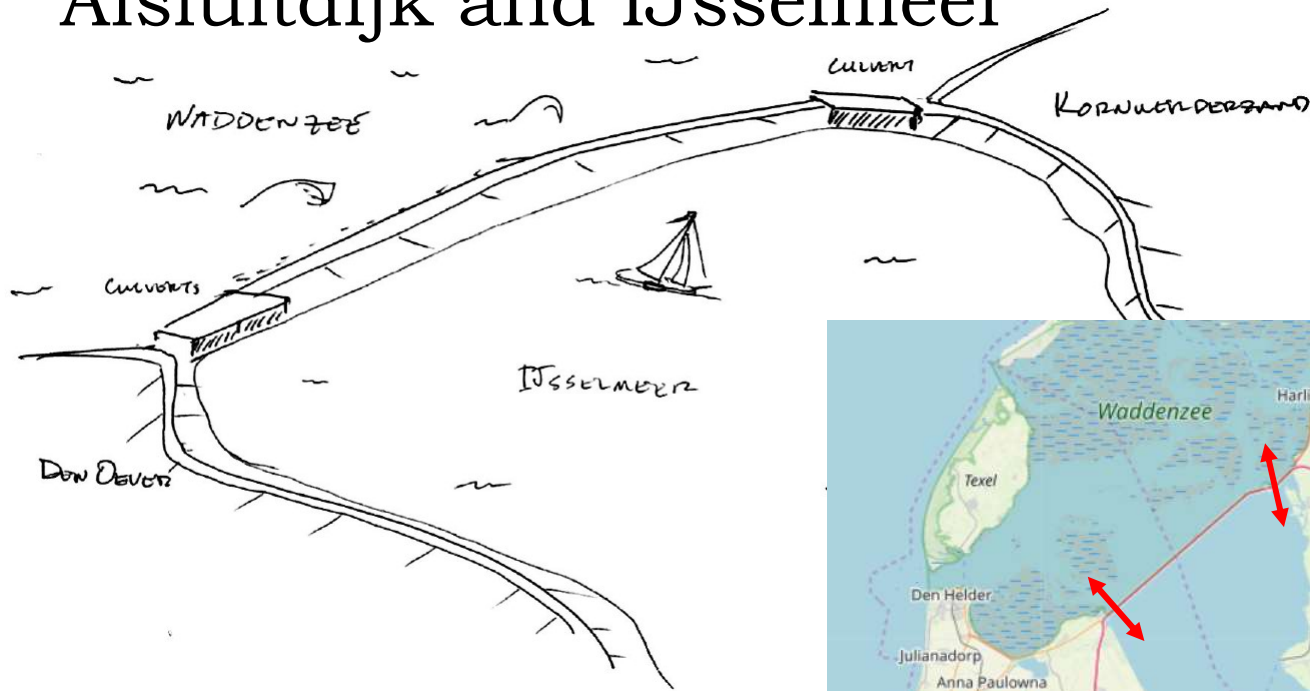 Afsluitdijk and IJsselmeer
CULVERT
WADDENZEE
KORNWERDERZAND
CULVERTS
IJSSELMEER
DEN OEVER
Waddenzee
Harli
Texel
Den Helder
Julianadorp
Anna Paulowna